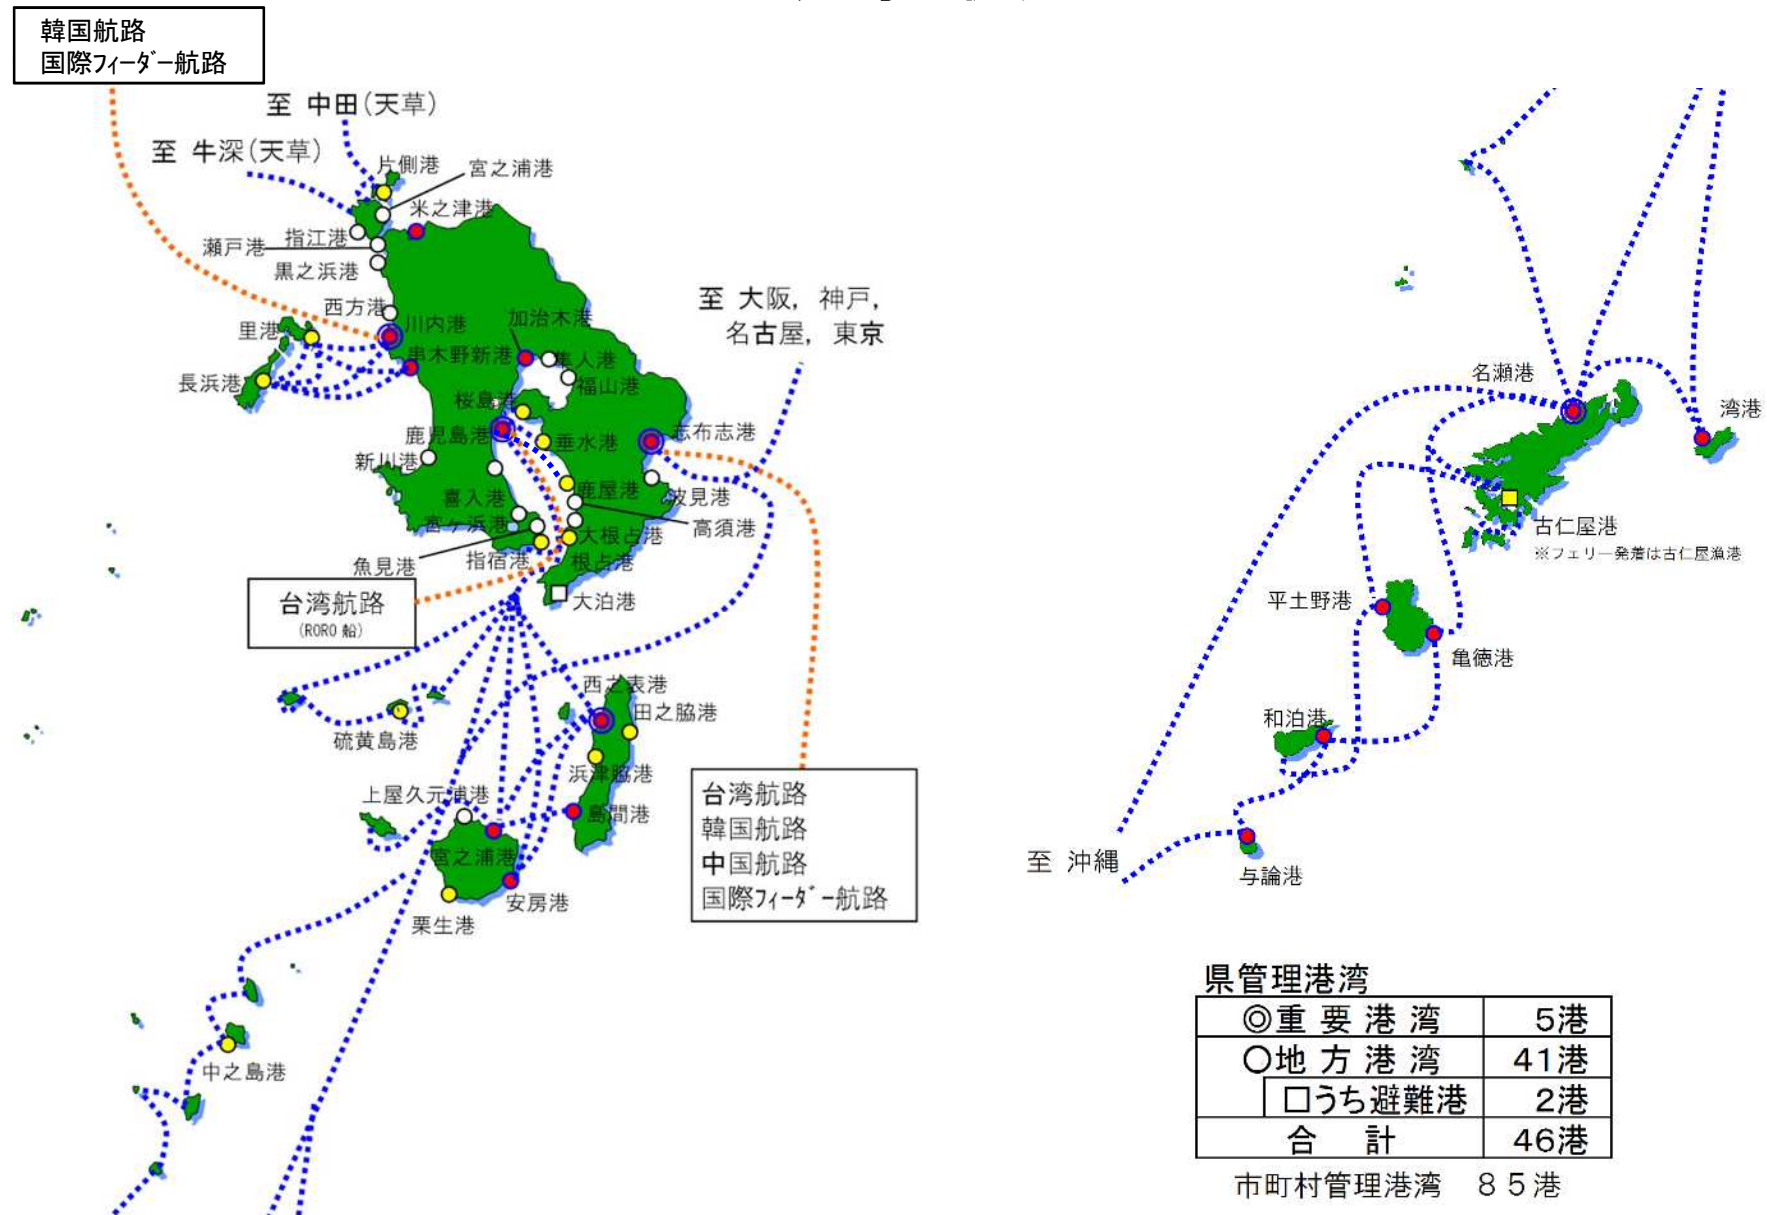 韓国航路
国際フィーダー航路
至 中田(天草)
至 牛深(天草)
片側港
宮之浦港
米之津港
指江港
瀬戸港
黒之浜港
西方港
川内港
加治木港
里港
串木野新港
隼人港
長浜港
福山港
桜島港
鹿児島港
垂水港
志布志港
新川港
鹿屋港
波見港
喜入港
高須港
宮ヶ浜港
大根占港
魚見港
指宿港
根占港
大泊港
至 大阪, 神戸,
名古屋, 東京
台湾航路
(RORO 船)
西之表港
田之脇港
硫黄島港
浜津脇港
上屋久元浦港
島間港
宮之浦港
安房港
栗生港
中之島港
台湾航路
韓国航路
中国航路
国際フィーダー航路
名瀬港
湾港
古仁屋港
※フェリー発着は古仁屋漁港
平土野港
亀徳港
和泊港
至 沖縄
与論港
県管理港湾
◎重要港湾 5港
○地方港湾 41港
□うち避難港 2港
合 計 46港
市町村管理港湾 85港